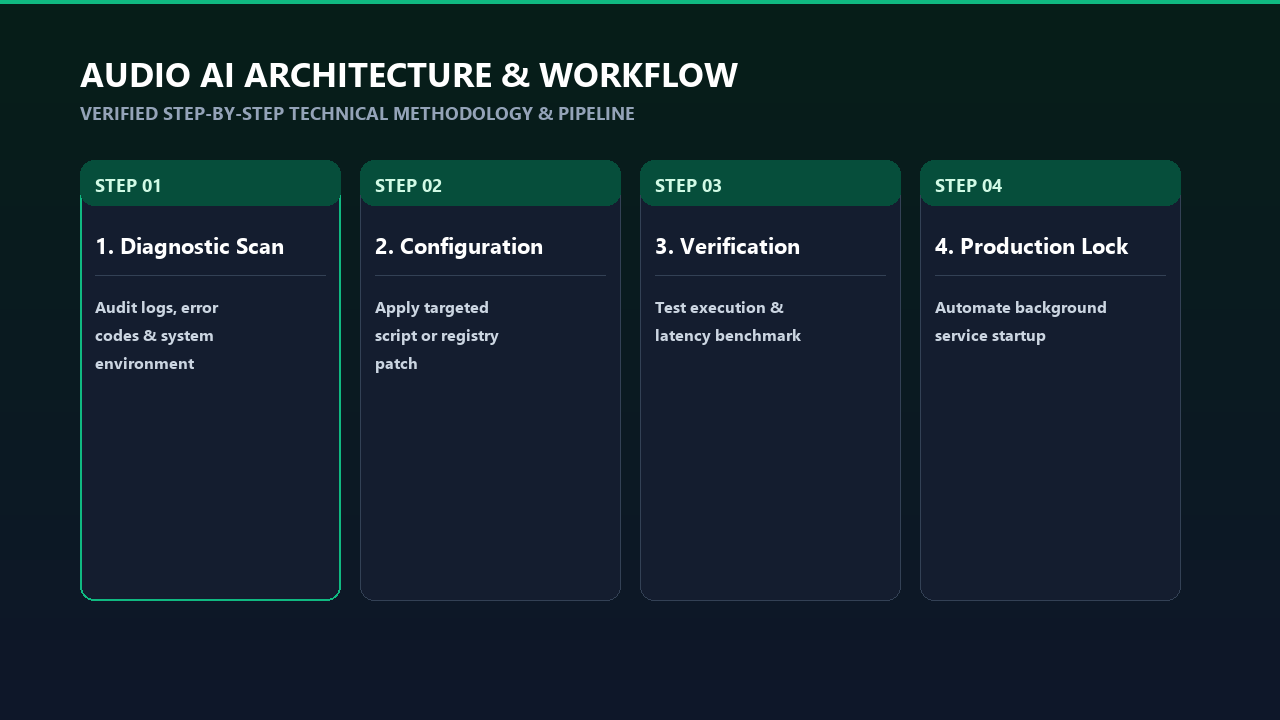 AUDIO AI ARCHITECTURE & WORKFLOW
VERIFIED STEP-BY-STEP TECHNICAL METHODOLOGY & PIPELINE
STEP 01
1. Diagnostic Scan
Audit logs, error
codes & system
environment
STEP 02
2. Configuration
Apply targeted
script or registry
patch
STEP 03
3. Verification
Test execution &
latency benchmark
STEP 04
4. Production Lock
Automate background
service startup